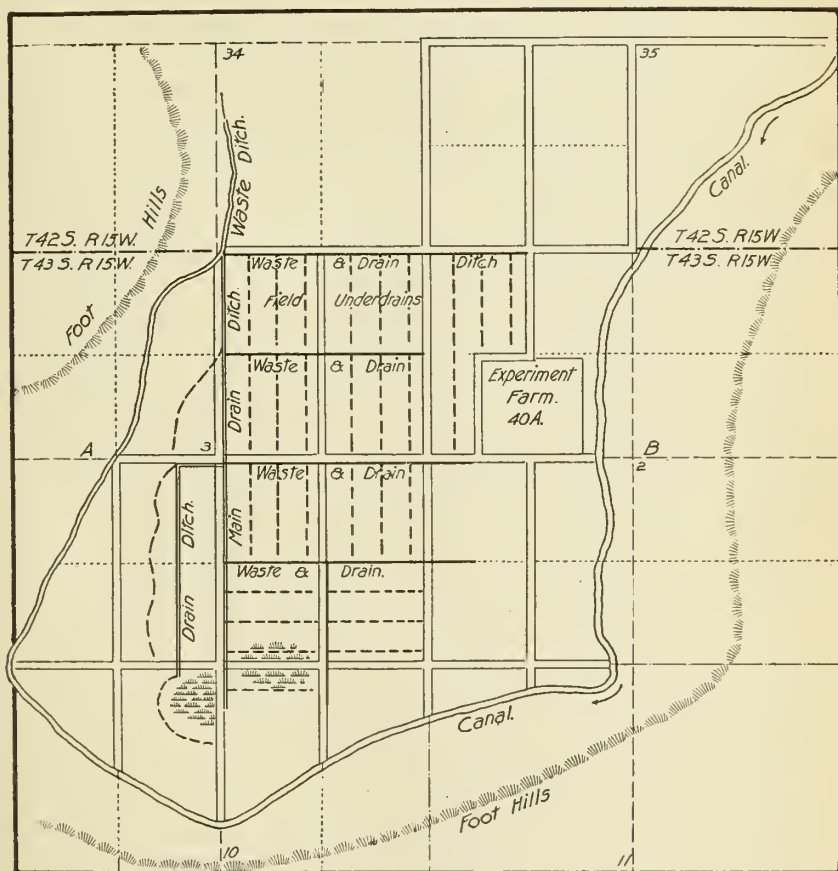 34
35
Waste Ditch.
Foot Hills
Canal.
T42S. R15W.
T43S. R15W.
T42S. R15W
T43S. R15W
Waste & Drain Ditch
Field Underdrains
Waste & Drain
Experiment
Farm.
40A.
A
3
B
2
Waste & Drain
Main Drain Ditch.
Drain Ditch.
Waste & Drain.
Canal.
Foot Hills
10
11